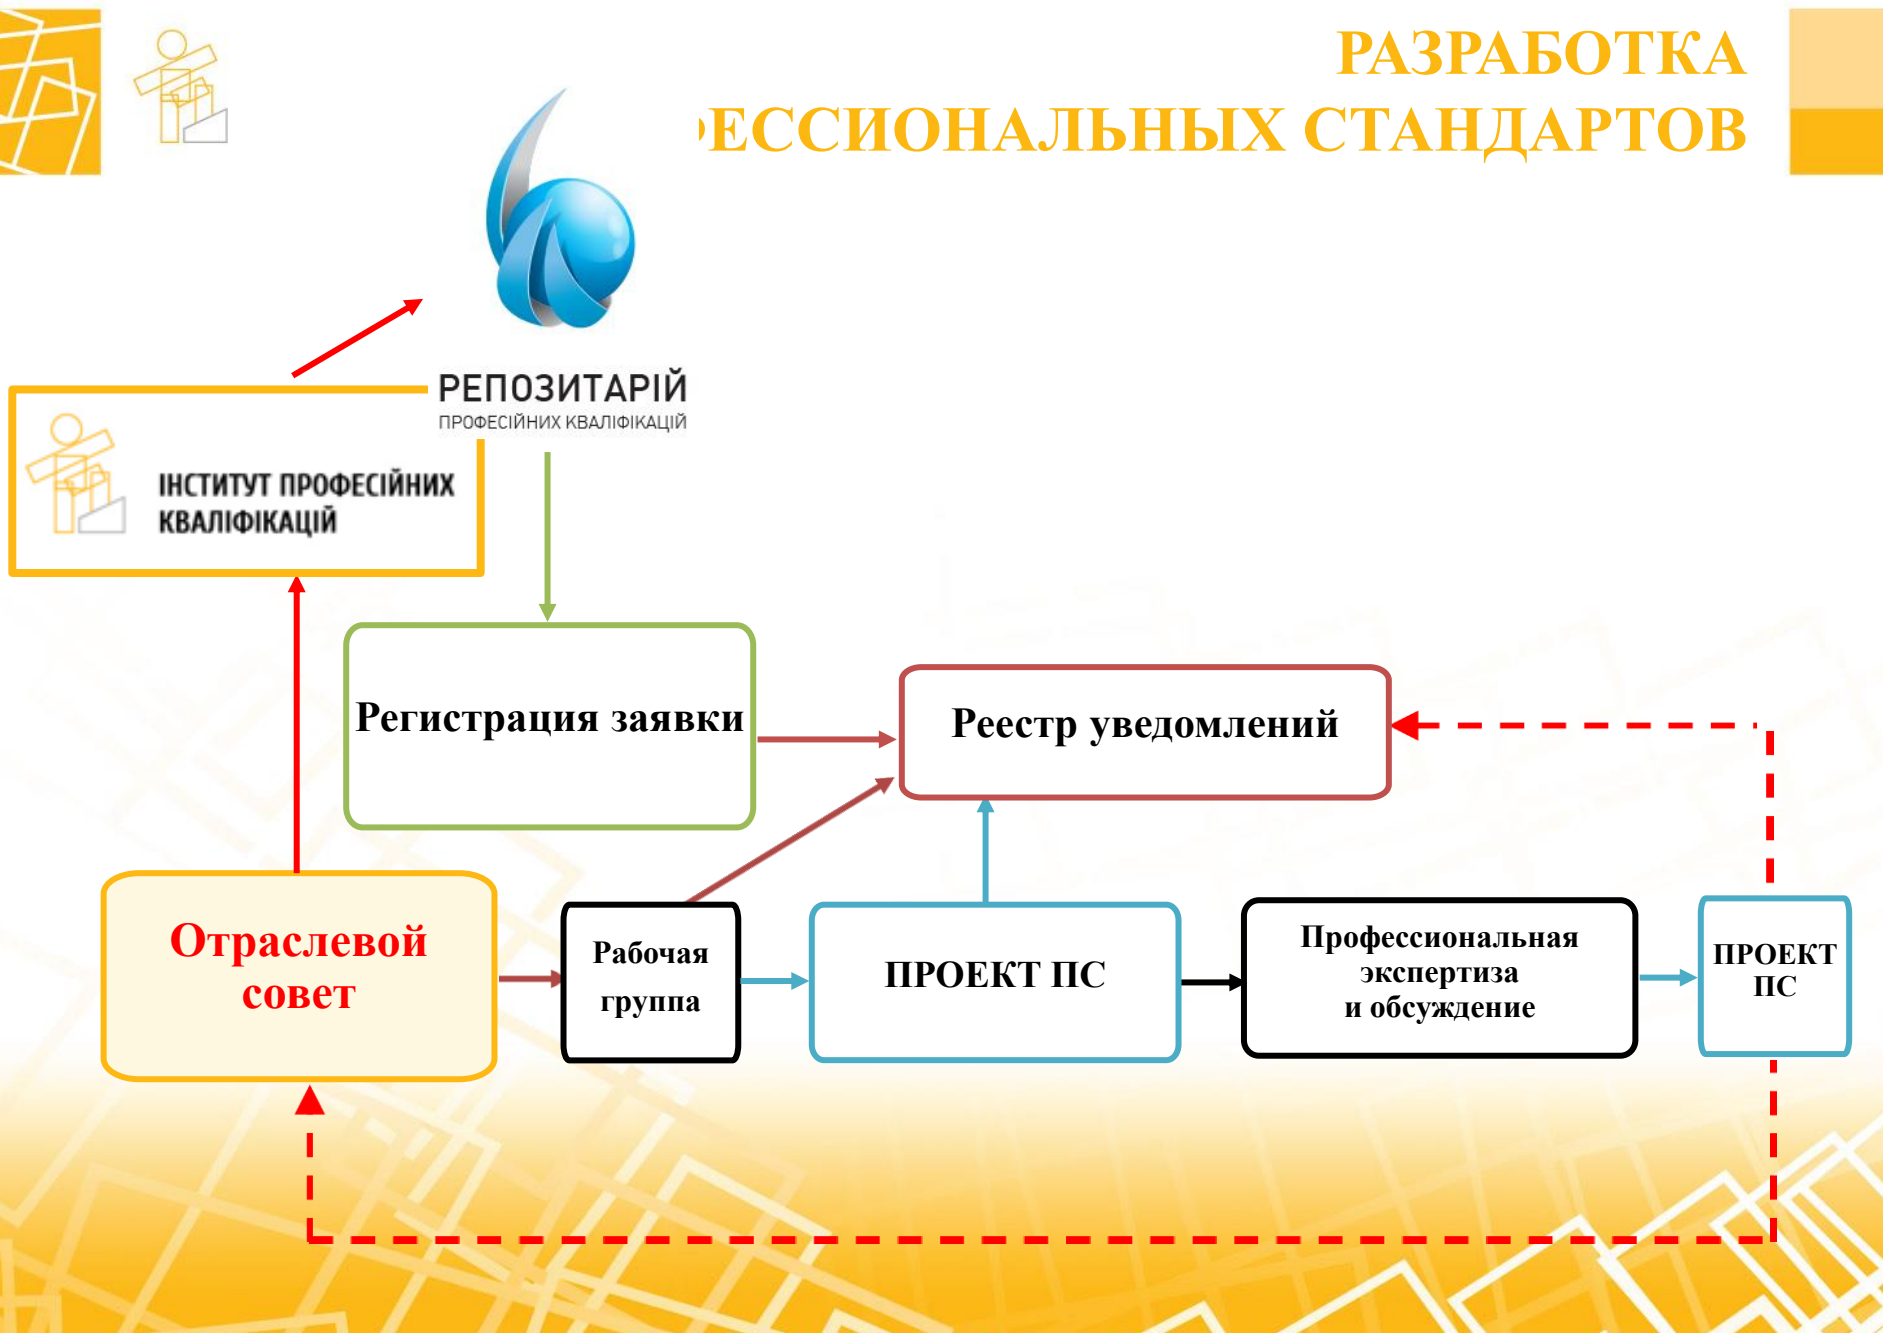 РАЗРАБОТКА
ЕССИОНАЛЬНЫХ СТАНДАРТОВ
РЕПОЗИТАРІЙ
ПРОФЕСІЙНИХ КВАЛІФІКАЦІЙ
ІНСТИТУТ ПРОФЕСІЙНИХ
КВАЛІФІКАЦІЙ
Регистрация заявки
Реестр уведомлений
Отраслевой
совет
Рабочая
группа
ПРОЕКТ ПС
Профессиональная
экспертиза
и обсуждение
ПРОЕКТ
ПС